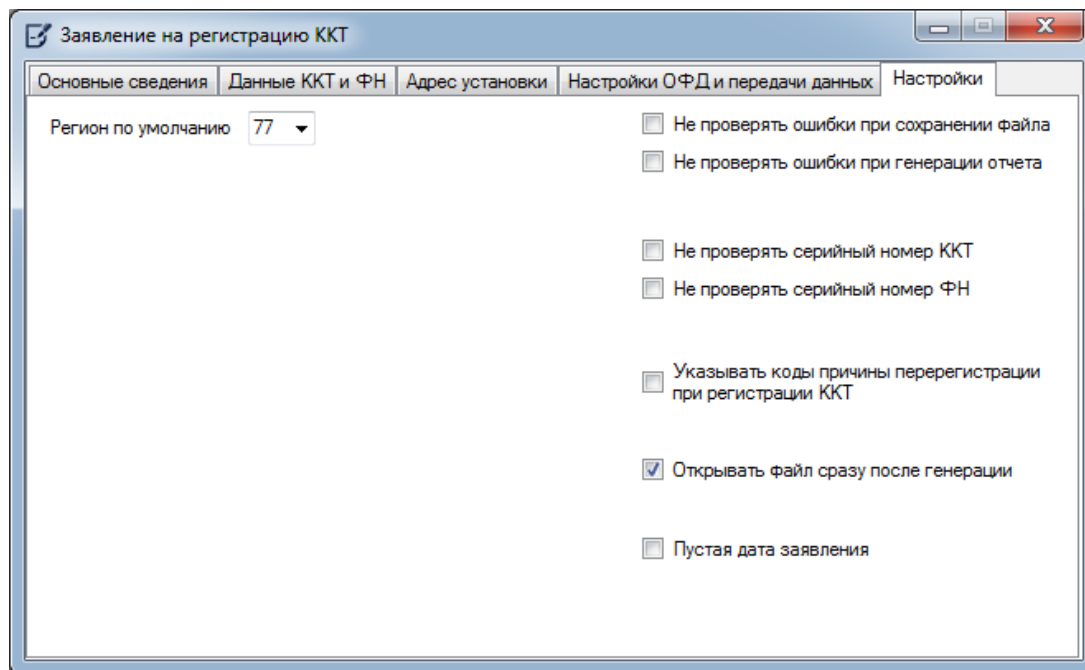 Заявление на регистрацию ККТ
Основные сведения Данные ККТ и ФН Адрес установки Настройки ОФД и передачи данных Настройки
Регион по умолчанию 77
Не проверять ошибки при сохранении файла
Не проверять ошибки при генерации отчета
Не проверять серийный номер ККТ
Не проверять серийный номер ФН
Указывать коды причины перерегистрации
при регистрации ККТ
Открывать файл сразу после генерации
Пустая дата заявления